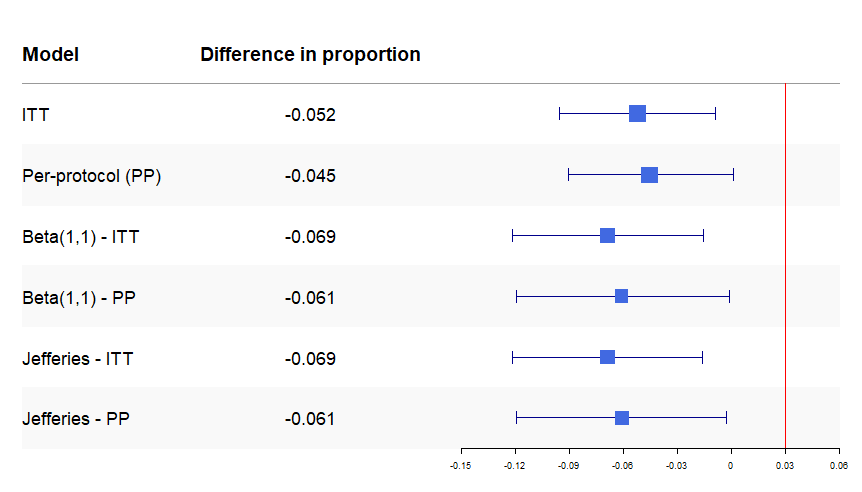 Model Difference in proportion
ITT -0.052
Per-protocol (PP) -0.045
Beta(1,1) - ITT -0.069
Beta(1,1) - PP -0.061
Jefferies - ITT -0.069
Jefferies - PP -0.061
-0.15 -0.12 -0.09 -0.06 -0.03 0 0.03 0.06